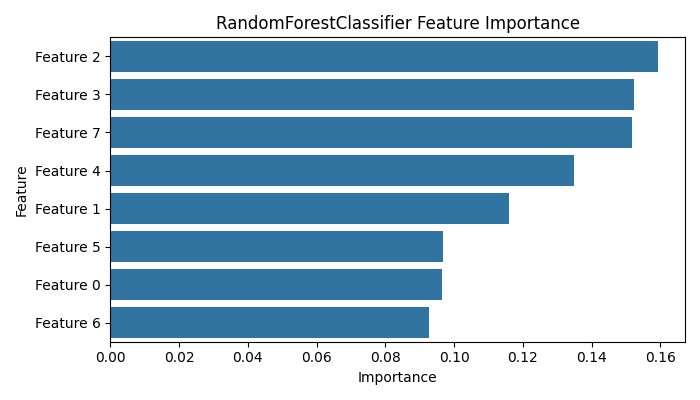 RandomForestClassifier Feature Importance
Feature 2
Feature 3
Feature 7
Feature 4
Feature 1
Feature 5
Feature 0
Feature 6
Feature
0.00 0.02 0.04 0.06 0.08 0.10 0.12 0.14 0.16
Importance